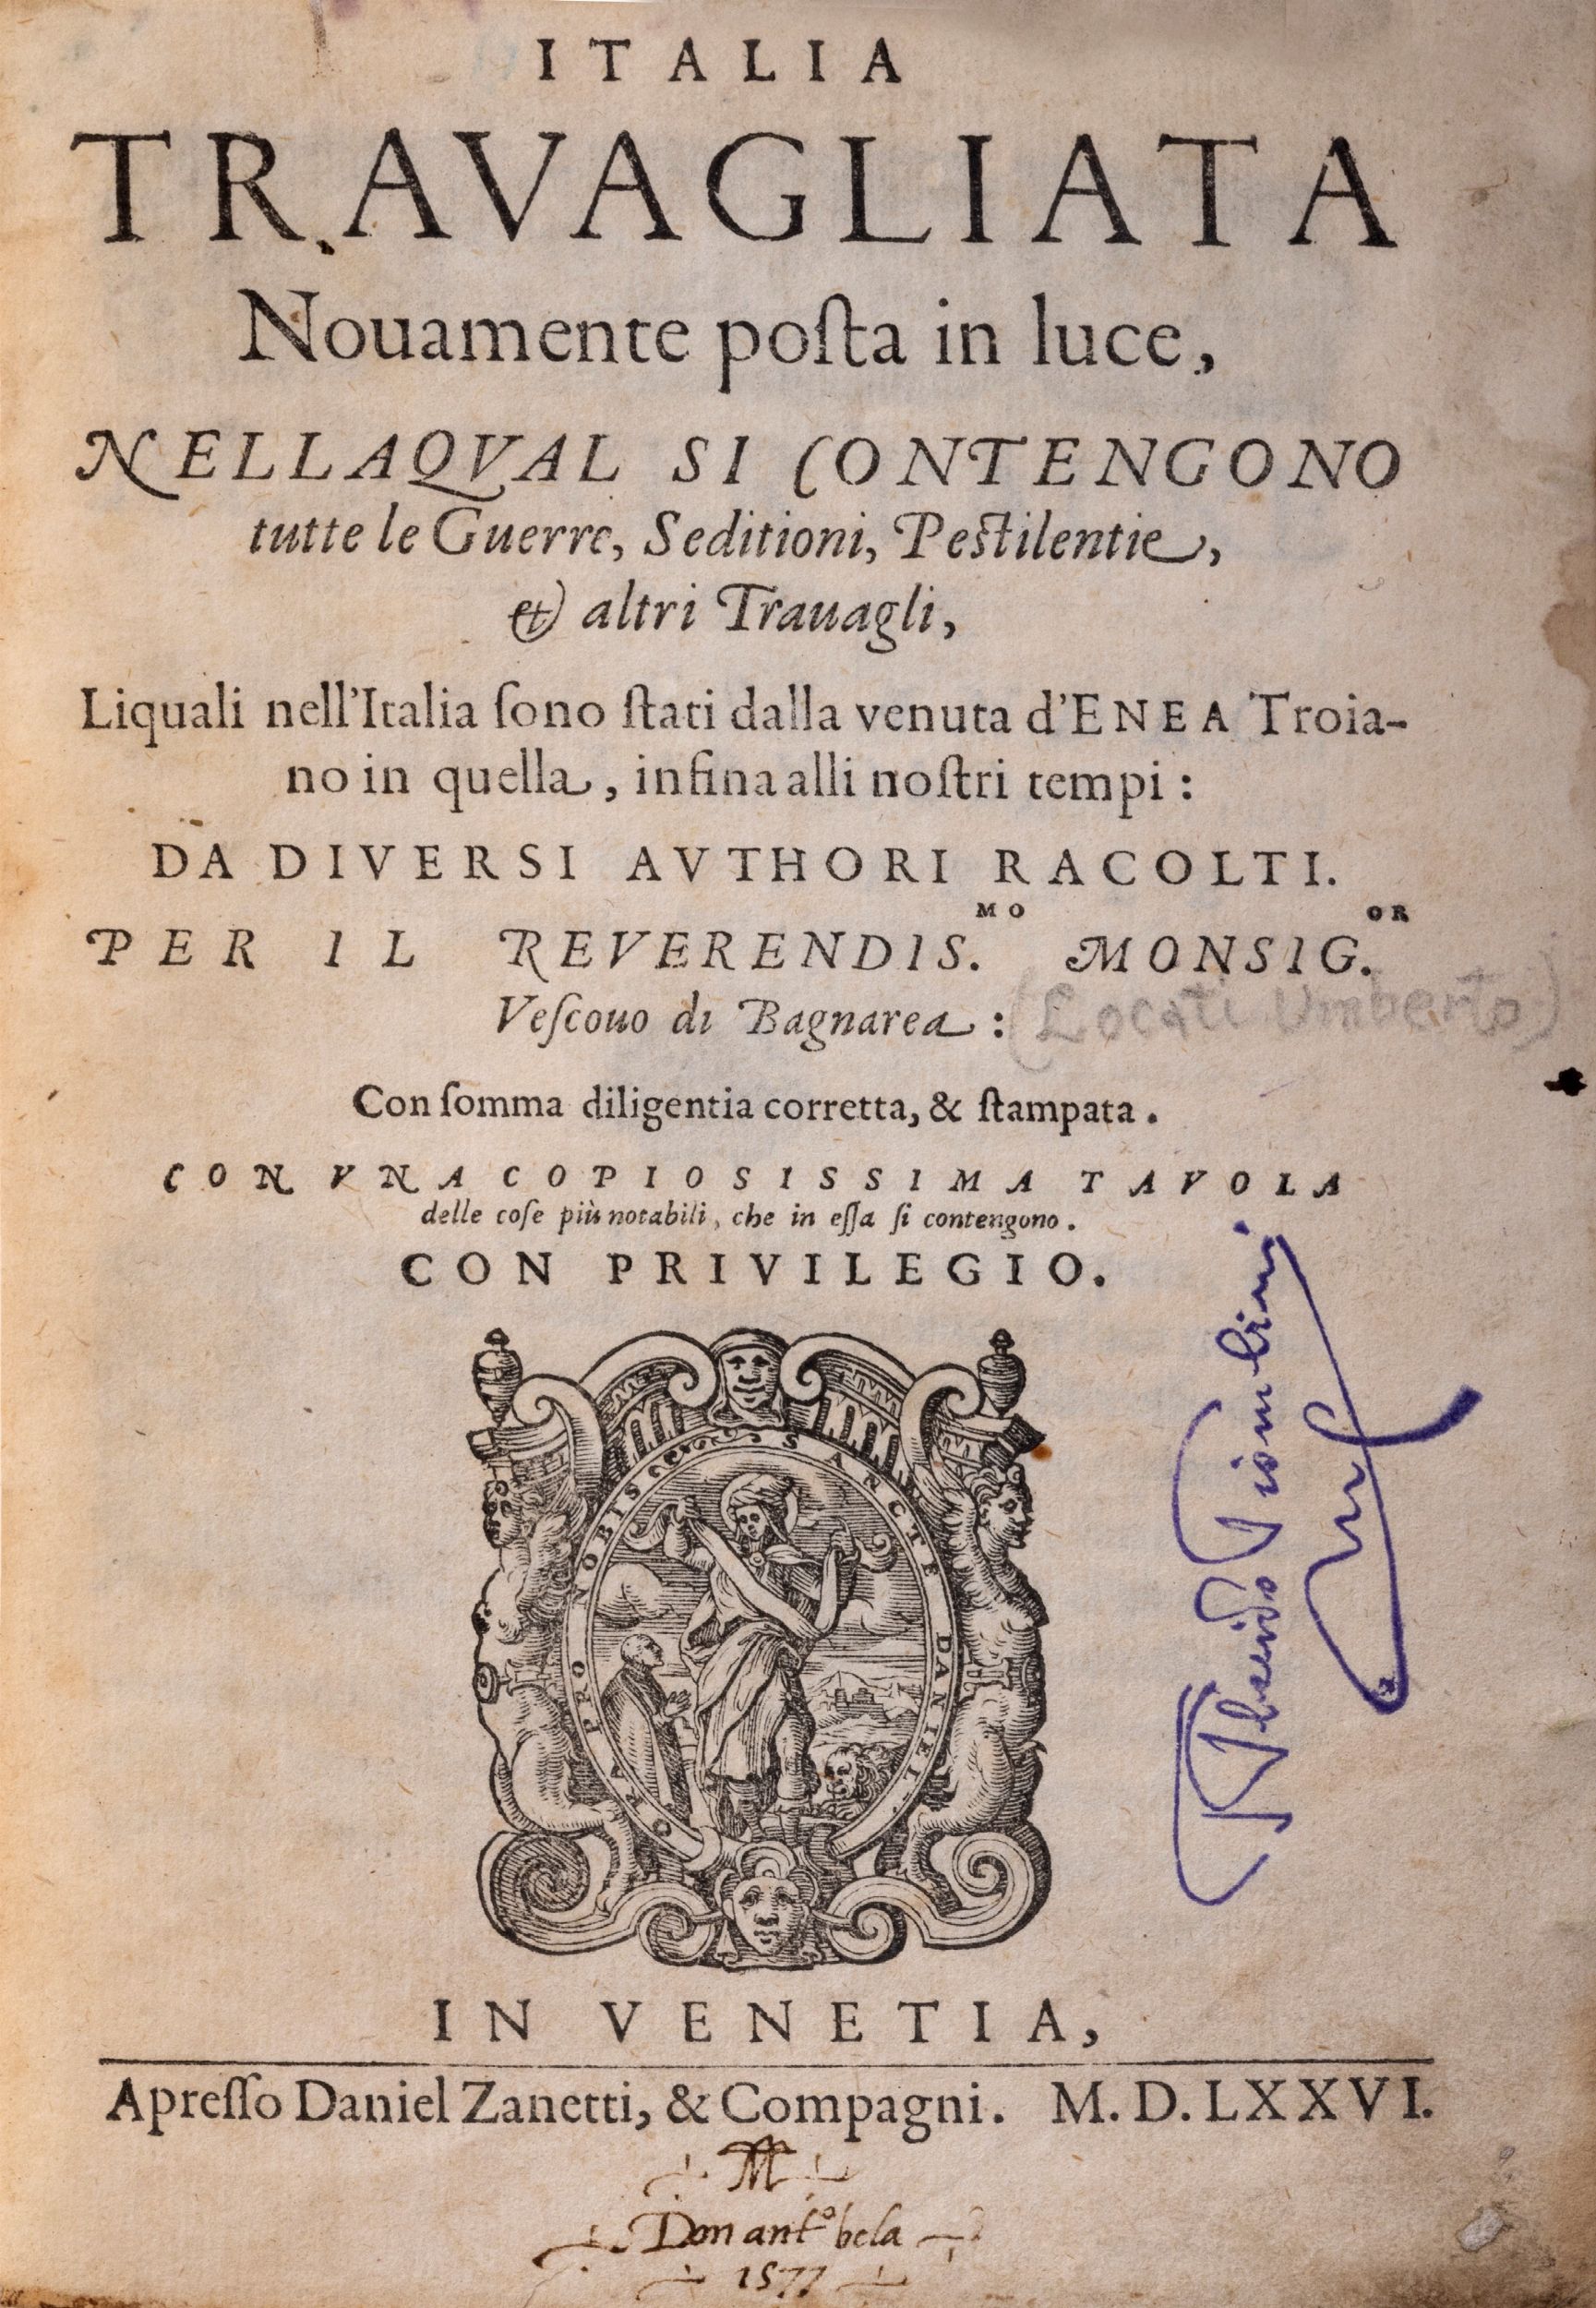 ITALIA
TRAVAGLIATA
Nouamente poſta in luce,
NELLAQVAL SI CONTENGONO
tutte le Guerre, Seditioni, Peſtilentie,
& altri Trauagli,
Liquali nell'Italia ſono ſtati dalla venuta d'ENEA Troia-
no in quella, infina alli noſtri tempi:
DA DIVERSI AVTHORI RACOLTI.
PER IL REVERENDIS.MO MONSIG.OR
Veſcouo di Bagnarea: (Locati Umberto)
Con ſomma diligentia corretta, & ſtampata.
CON VNA COPIOSISSIMA TAVOLA
delle coſe più notabili, che in eſſa ſi contengono.
CON PRIVILEGIO.
SANCTE DANIEL ORA PRO NOBIS
IN VENETIA,
Apreſſo Daniel Zanetti, & Compagni. M. D. LXXVI.
Don ant.o bela
1577